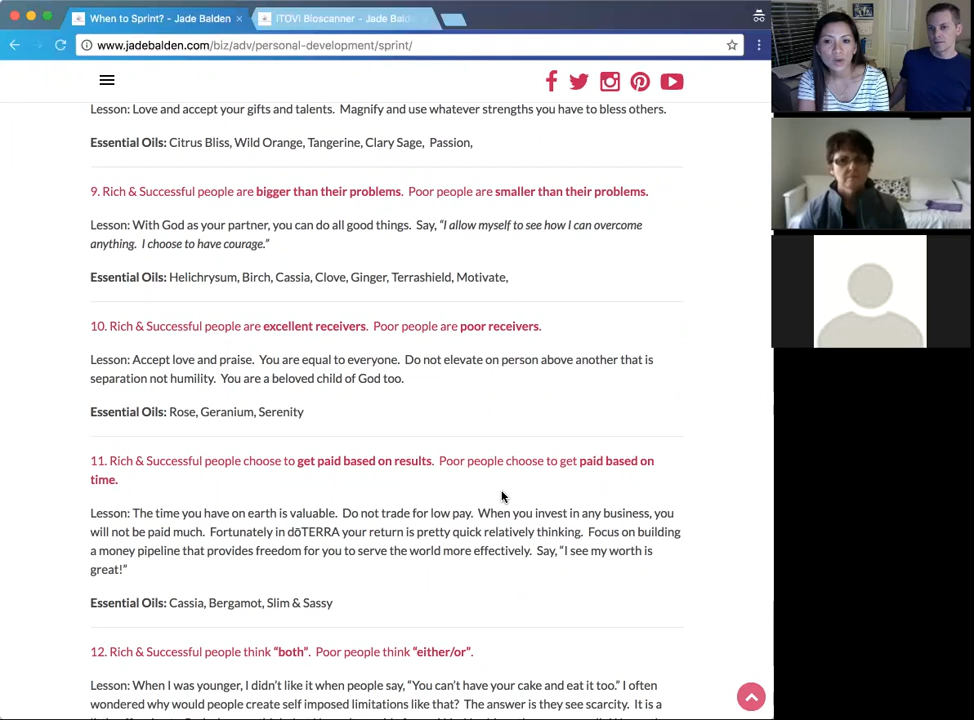 When to Sprint? - Jade Balden
iTOVi Bioscanner - Jade Bald
www.jadebalden.com/biz/adv/personal-development/sprint/
Lesson: Love and accept your gifts and talents. Magnify and use whatever strengths you have to bless others.
Essential Oils: Citrus Bliss, Wild Orange, Tangerine, Clary Sage, Passion,
9. Rich & Successful people are bigger than their problems. Poor people are smaller than their problems.
Lesson: With God as your partner, you can do all good things. Say, “I allow myself to see how I can overcome
anything. I choose to have courage.”
Essential Oils: Helichrysum, Birch, Cassia, Clove, Ginger, Terrashield, Motivate,
10. Rich & Successful people are excellent receivers. Poor people are poor receivers.
Lesson: Accept love and praise. You are equal to everyone. Do not elevate on person above another that is
separation not humility. You are a beloved child of God too.
Essential Oils: Rose, Geranium, Serenity
11. Rich & Successful people choose to get paid based on results. Poor people choose to get paid based on
time.
Lesson: The time you have on earth is valuable. Do not trade for low pay. When you invest in any business, you
will not be paid much. Fortunately in dōTERRA your return is pretty quick relatively thinking. Focus on building
a money pipeline that provides freedom for you to serve the world more effectively. Say, “I see my worth is
great!”
Essential Oils: Cassia, Bergamot, Slim & Sassy
12. Rich & Successful people think “both”. Poor people think “either/or”.
Lesson: When I was younger, I didn’t like it when people say, “You can’t have your cake and eat it too.” I often
wondered why would people create self imposed limitations like that? The answer is they see scarcity. It is a